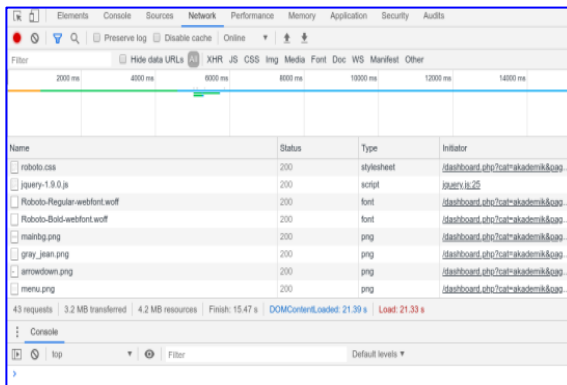 Elements Console Sources Network Performance Memory Application Security Audits
Preserve log Disable cache Online ▼
Filter Hide data URLs All XHR JS CSS Img Media Font Doc WS Manifest Other
2000 ms 4000 ms 6000 ms 8000 ms 10000 ms 12000 ms 14000 ms
Name Status Type Initiator
roboto.css 200 stylesheet /dashboard.php?cat=akademik&pag...
jquery-1.9.0.js 200 script jquery.js:25
Roboto-Regular-webfont.woff 200 font /dashboard.php?cat=akademik&pag...
Roboto-Bold-webfont.woff 200 font /dashboard.php?cat=akademik&pag...
mainbg.png 200 png /dashboard.php?cat=akademik&pag...
gray_jean.png 200 png /dashboard.php?cat=akademik&pag...
arrowdown.png 200 png /dashboard.php?cat=akademik&pag...
menu.png 200 png /dashboard.php?cat=akademik&pag...
43 requests 3.2 MB transferred 4.2 MB resources Finish: 15.47 s DOMContentLoaded: 21.39 s Load: 21.33 s
Console
top ▼ Filter Default levels ▼